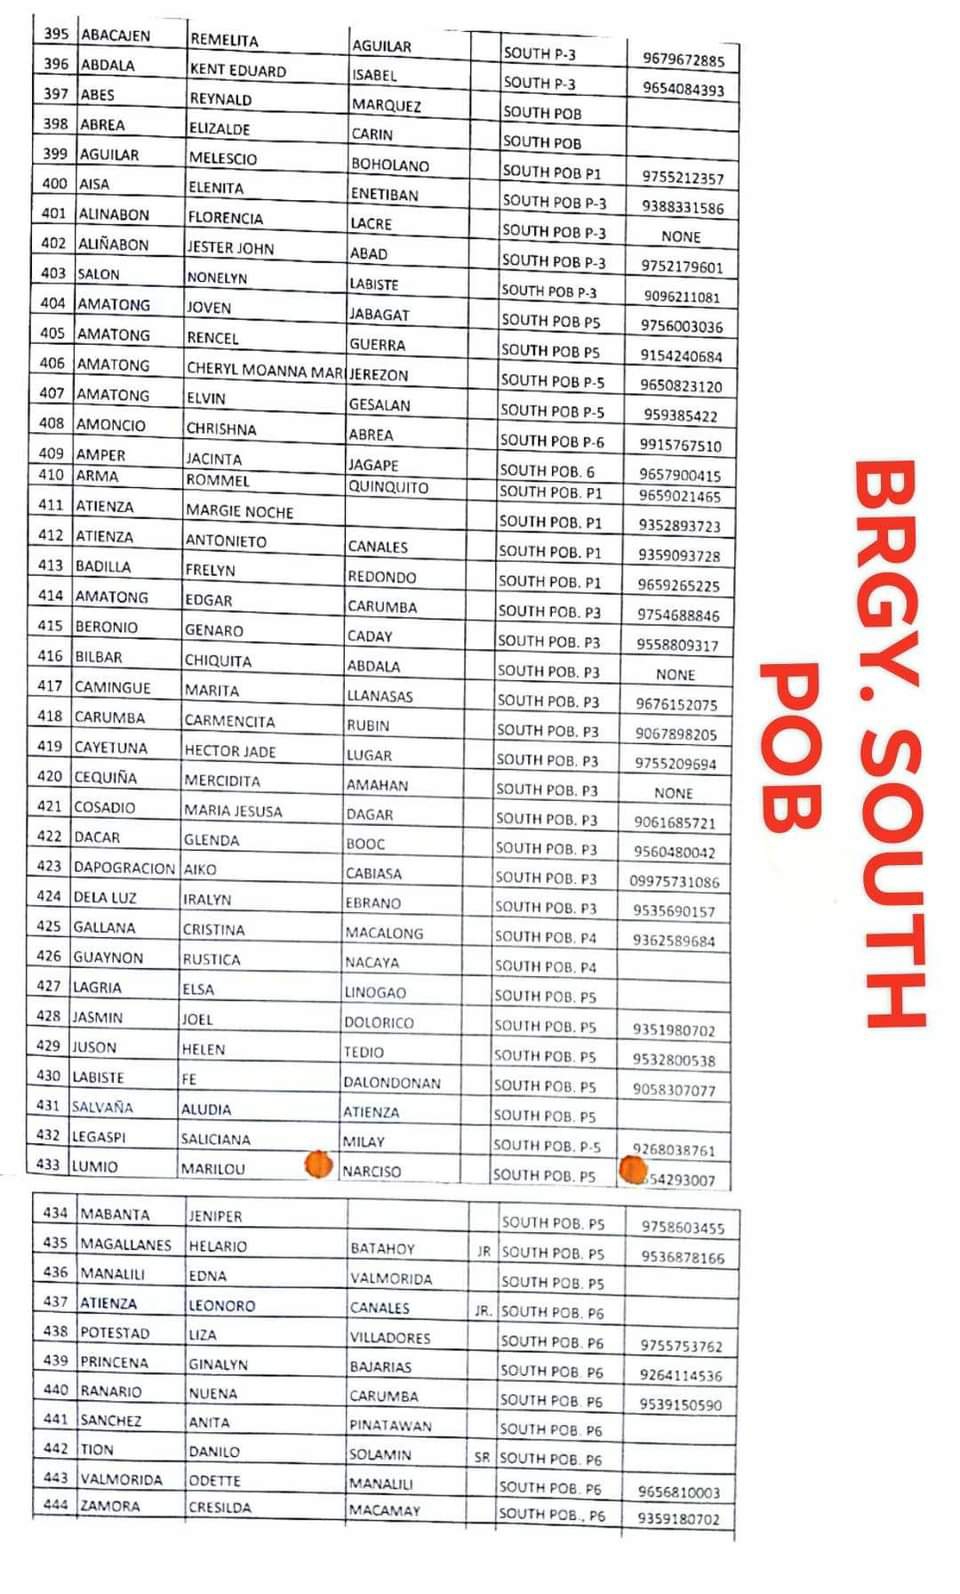 395 ABACAJEN REMELITA AGUILAR SOUTH P-3 9679672885
396 ABDALA KENT EDUARD ISABEL SOUTH P-3 9654084393
397 ABES REYNALD MARQUEZ SOUTH POB
398 ABREA ELIZALDE CARIN SOUTH POB
399 AGUILAR MELESCIO BOHOLANO SOUTH POB P1 9755212357
400 AISA ELENITA ENETIBAN SOUTH POB P-3 9388331586
401 ALINABON FLORENCIA LACRE SOUTH POB P-3 NONE
402 ALIÑABON JESTER JOHN ABAD SOUTH POB P-3 9752179601
403 SALON NONELYN LABISTE SOUTH POB P-3 9096211081
404 AMATONG JOVEN JABAGAT SOUTH POB P5 9756003036
405 AMATONG RENCEL GUERRA SOUTH POB P5 9154240684
406 AMATONG CHERYL MOANNA MARI JEREZON SOUTH POB P-5 9650823120
407 AMATONG ELVIN GESALAN SOUTH POB P-5 959385422
408 AMONCIO CHRISHNA ABREA SOUTH POB P-6 9915767510
409 AMPER JACINTA JAGAPE SOUTH POB. 6 9657900415
410 ARMA ROMMEL QUINQUITO SOUTH POB. P1 9659021465
411 ATIENZA MARGIE NOCHE SOUTH POB. P1 9352893723
412 ATIENZA ANTONIETO CANALES SOUTH POB. P1 9359093728
413 BADILLA FRELYN REDONDO SOUTH POB. P1 9659265225
414 AMATONG EDGAR CARUMBA SOUTH POB. P3 9754688846
415 BERONIO GENARO CADAY SOUTH POB. P3 9558809317
416 BILBAR CHIQUITA ABDALA SOUTH POB. P3 NONE
417 CAMINGUE MARITA LLANASAS SOUTH POB. P3 9676152075
418 CARUMBA CARMENCITA RUBIN SOUTH POB. P3 9067898205
419 CAYETUNA HECTOR JADE LUGAR SOUTH POB. P3 9755209694
420 CEQUIÑA MERCIDITA AMAHAN SOUTH POB. P3 NONE
421 COSADIO MARIA JESUSA DAGAR SOUTH POB. P3 9061685721
422 DACAR GLENDA BOOC SOUTH POB. P3 9560480042
423 DAPOGRACION AIKO CABIASA SOUTH POB. P3 09975731086
424 DELA LUZ IRALYN EBRANO SOUTH POB. P3 9535690157
425 GALLANA CRISTINA MACALONG SOUTH POB. P4 9362589684
426 GUAYNON RUSTICA NACAYA SOUTH POB. P4
427 LAGRIA ELSA LINOGAO SOUTH POB. P5
428 JASMIN JOEL DOLORICO SOUTH POB. P5 9351980702
429 JUSON HELEN TEDIO SOUTH POB. P5 9532800538
430 LABISTE FE DALONDONAN SOUTH POB. P5 9058307077
431 SALVAÑA ALUDIA ATIENZA SOUTH POB. P5
432 LEGASPI SALICIANA MILAY SOUTH POB. P-5 9268038761
433 LUMIO MARILOU NARCISO SOUTH POB. P5
434 MABANTA JENIPER SOUTH POB. P5 9758603455
435 MAGALLANES HELARIO BATAHOY JR SOUTH POB. P5 9536878166
436 MANALILI EDNA VALMORIDA SOUTH POB. P5
437 ATIENZA LEONORO CANALES JR. SOUTH POB. P6
438 POTESTAD LIZA VILLADORES SOUTH POB. P6 9755753762
439 PRINCENA GINALYN BAJARIAS SOUTH POB. P6 9264114536
440 RANARIO NUENA CARUMBA SOUTH POB. P6 9539150590
441 SANCHEZ ANITA PINATAWAN SOUTH POB. P6
442 TION DANILO SOLAMIN SR SOUTH POB. P6
443 VALMORIDA ODETTE MANALILI SOUTH POB. P6 9656810003
444 ZAMORA CRESILDA MACAMAY SOUTH POB., P6 9359180702
BRGY. SOUTH
POB